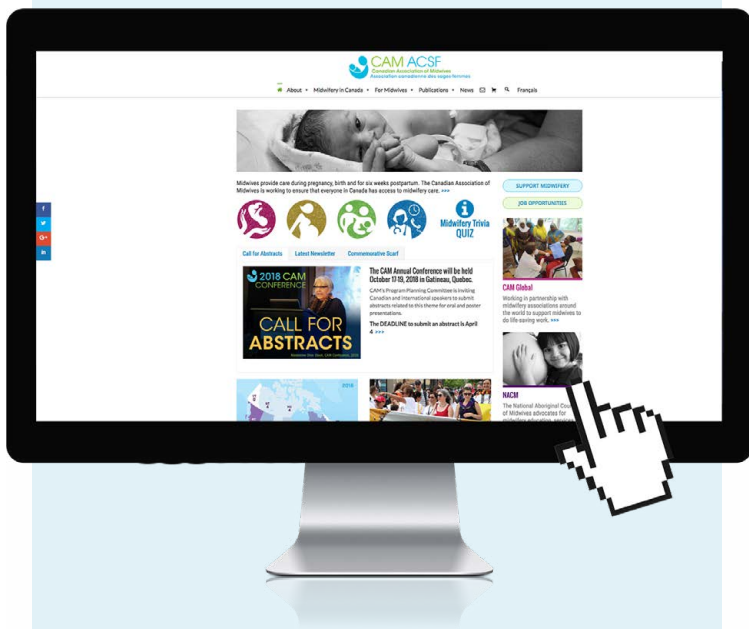 CAM ACSF
Canadian Association of Midwives
Association canadienne des sages-femmes
About Midwifery in Canada For Midwives Publications News Français
Midwives provide care during pregnancy, birth and for six weeks postpartum. The Canadian Association of
Midwives is working to ensure that everyone in Canada has access to midwifery care. >>>
SUPPORT MIDWIFERY
JOB OPPORTUNITIES
f
G+
in
Midwifery Trivia
QUIZ
Call for Abstracts Latest Newsletter Commemorative Scarf
2018 CAM
CONFERENCE
CALL FOR
ABSTRACTS
The CAM Annual Conference will be held
October 17-19, 2018 in Gatineau, Quebec.
CAM's Program Planning Committee is inviting
Canadian and international speakers to submit
abstracts related to this theme for oral and poster
presentations.
The DEADLINE to submit an abstract is April
4 >>>
CAM Global
Working in partnership with
midwifery associations around
the world to support midwives to
do life-saving work. >>>
2018
NACM
The National Aboriginal
of Midwives advocates for
midwifery education, services